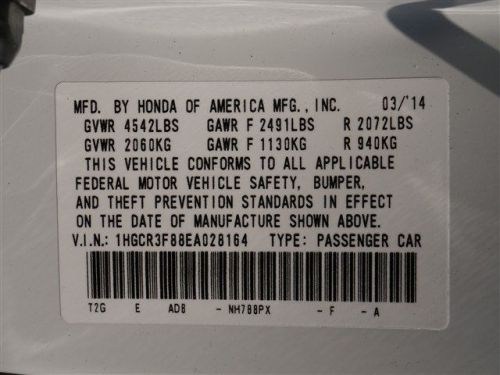 MFD. BY HONDA OF AMERICA MFG., INC. 03/'14
GVWR 4542LBS GAWR F 2491LBS R 2072LBS
GVWR 2060KG GAWR F 1130KG R 940KG
THIS VEHICLE CONFORMS TO ALL APPLICABLE
FEDERAL MOTOR VEHICLE SAFETY, BUMPER,
AND THEFT PREVENTION STANDARDS IN EFFECT
ON THE DATE OF MANUFACTURE SHOWN ABOVE.
V.I.N.: 1HGCR3F88EA028164 TYPE: PASSENGER CAR
T2G E ADB - NH788PX - F - A